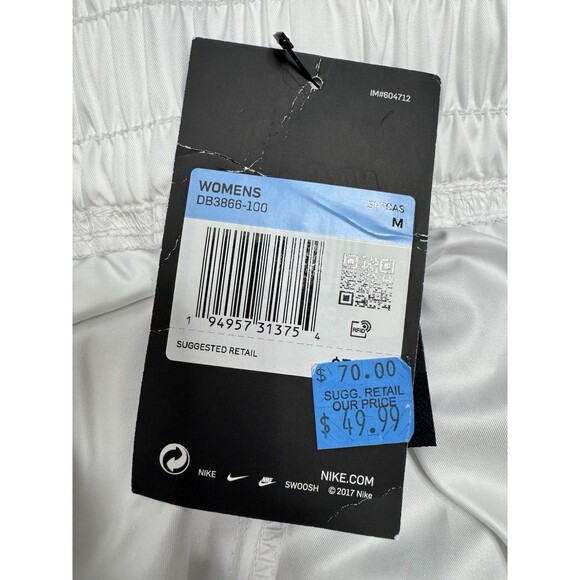 IM#604712
WOMENS
DB3866-100
M
1 94957 31375 4
RFID
SUGGESTED RETAIL
$ 70.00
SUGG. RETAIL
OUR PRICE
$ 49.99
NIKE
SWOOSH
NIKE.COM
© 2017 Nike